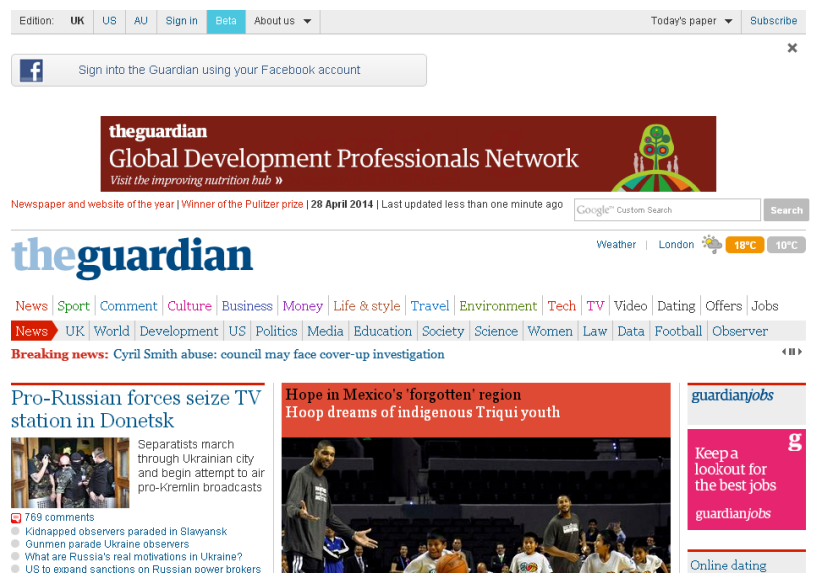 Edition: UK US AU Sign in Beta About us Today's paper Subscribe
Sign into the Guardian using your Facebook account
theguardian
Global Development Professionals Network
Visit the improving nutrition hub »
Newspaper and website of the year | Winner of the Pulitzer prize | 28 April 2014 | Last updated less than one minute ago
Google™ Custom Search Search
theguardian
Weather | London 18°C 10°C
News Sport Comment Culture Business Money Life & style Travel Environment Tech TV Video Dating Offers Jobs
News UK World Development US Politics Media Education Society Science Women Law Data Football Observer
Breaking news: Cyril Smith abuse: council may face cover-up investigation
Pro-Russian forces seize TV
station in Donetsk
Separatists march
through Ukrainian city
and begin attempt to air
pro-Kremlin broadcasts
769 comments
Kidnapped observers paraded in Slavyansk
Gunmen parade Ukraine observers
What are Russia's real motivations in Ukraine?
US to expand sanctions on Russian power brokers
Hope in Mexico's 'forgotten' region
Hoop dreams of indigenous Triqui youth
guardianjobs
g
Keep a
lookout for
the best jobs
guardianjobs
Online dating